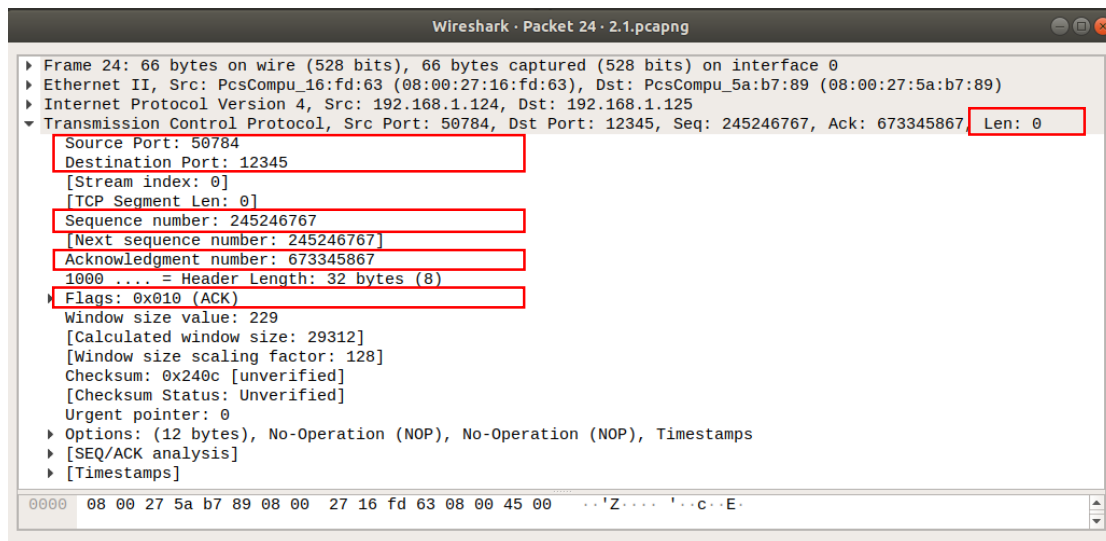 Wireshark · Packet 24 · 2.1.pcapng
Frame 24: 66 bytes on wire (528 bits), 66 bytes captured (528 bits) on interface 0
Ethernet II, Src: PcsCompu_16:fd:63 (08:00:27:16:fd:63), Dst: PcsCompu_5a:b7:89 (08:00:27:5a:b7:89)
Internet Protocol Version 4, Src: 192.168.1.124, Dst: 192.168.1.125
Transmission Control Protocol, Src Port: 50784, Dst Port: 12345, Seq: 245246767, Ack: 673345867, Len: 0
Source Port: 50784
Destination Port: 12345
[Stream index: 0]
[TCP Segment Len: 0]
Sequence number: 245246767
[Next sequence number: 245246767]
Acknowledgment number: 673345867
1000 .... = Header Length: 32 bytes (8)
Flags: 0x010 (ACK)
Window size value: 229
[Calculated window size: 29312]
[Window size scaling factor: 128]
Checksum: 0x240c [unverified]
[Checksum Status: Unverified]
Urgent pointer: 0
Options: (12 bytes), No-Operation (NOP), No-Operation (NOP), Timestamps
[SEQ/ACK analysis]
[Timestamps]
0000 08 00 27 5a b7 89 08 00 27 16 fd 63 08 00 45 00 ··'Z···· '··c··E·